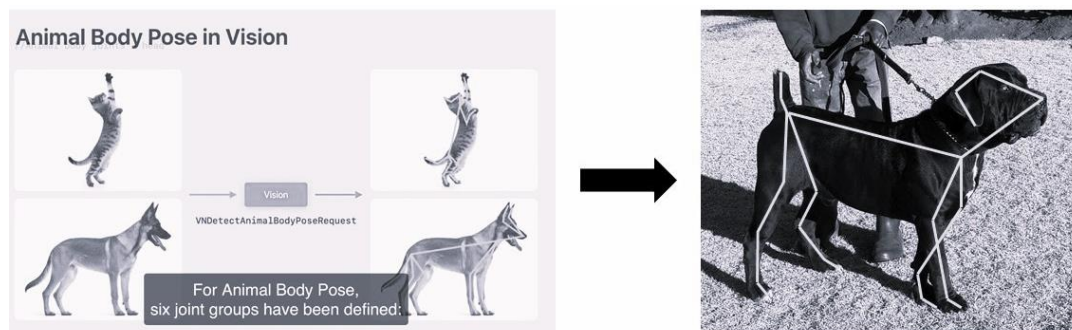 Animal Body Pose in Vision
Vision
VNDetectAnimalBodyPoseRequest
For Animal Body Pose,
six joint groups have been defined: